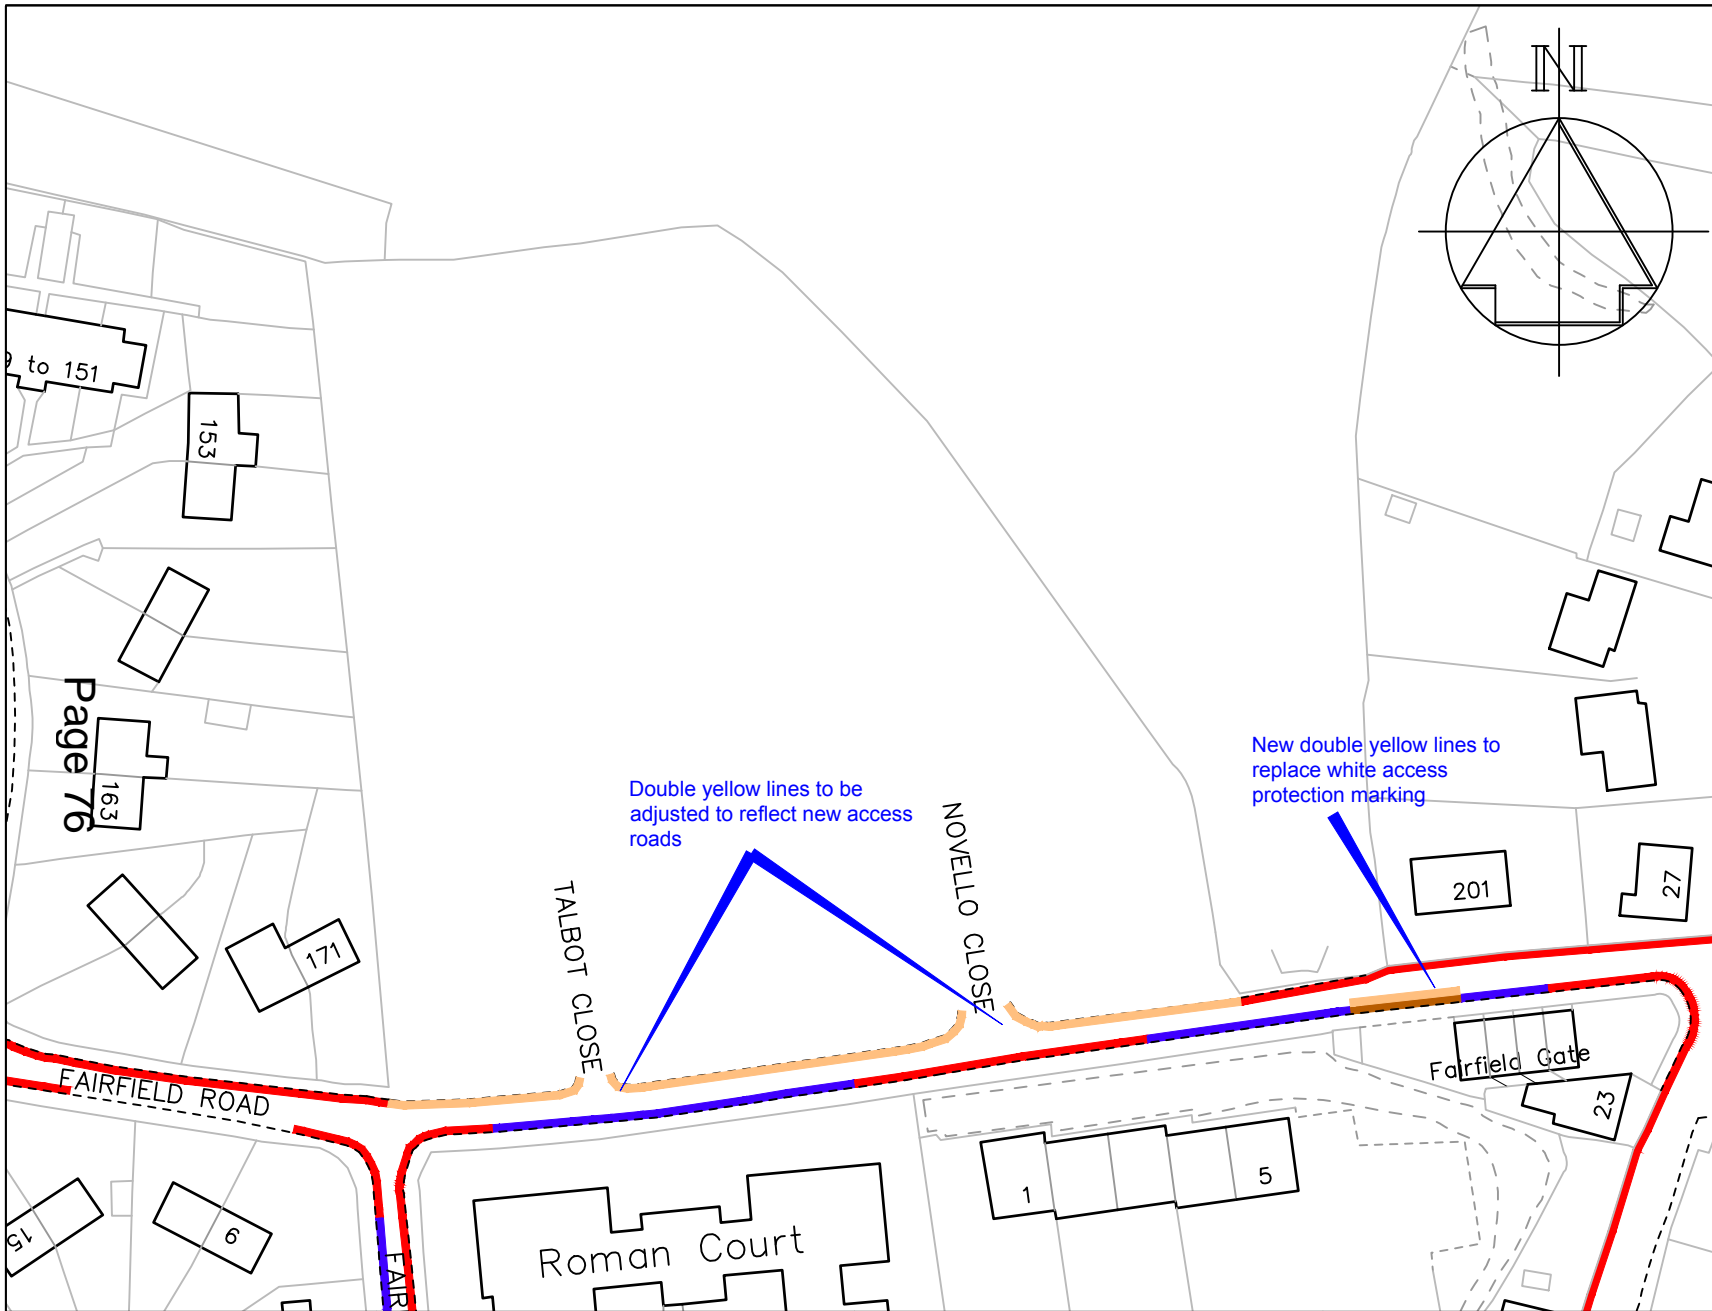 N
9 to 151
153
Page 76
163
171
Double yellow lines to be
adjusted to reflect new access
roads
New double yellow lines to
replace white access
protection marking
TALBOT CLOSE
NOVELLO CLOSE
201
27
FAIRFIELD ROAD
Fairfield Gate
23
15
9
FAIR
Roman Court
1
5